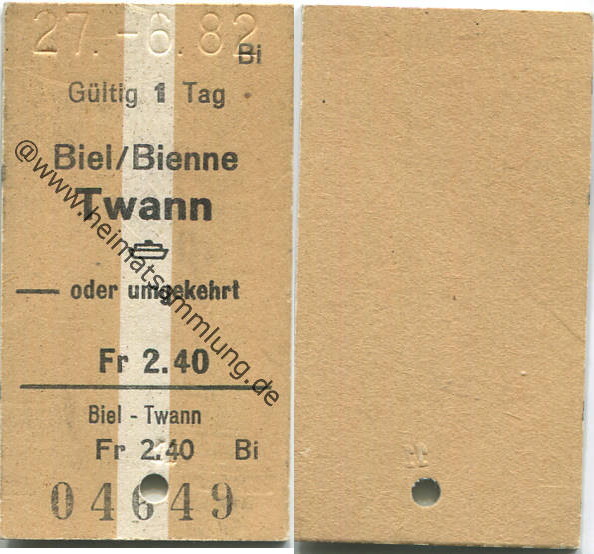 27.-6.82
Bi
Gültig 1 Tag
Biel/Bienne
Twann
oder umgekehrt
Fr 2.40
Biel - Twann
Fr 2.40 Bi
04649
@www.heimatsammlung.de